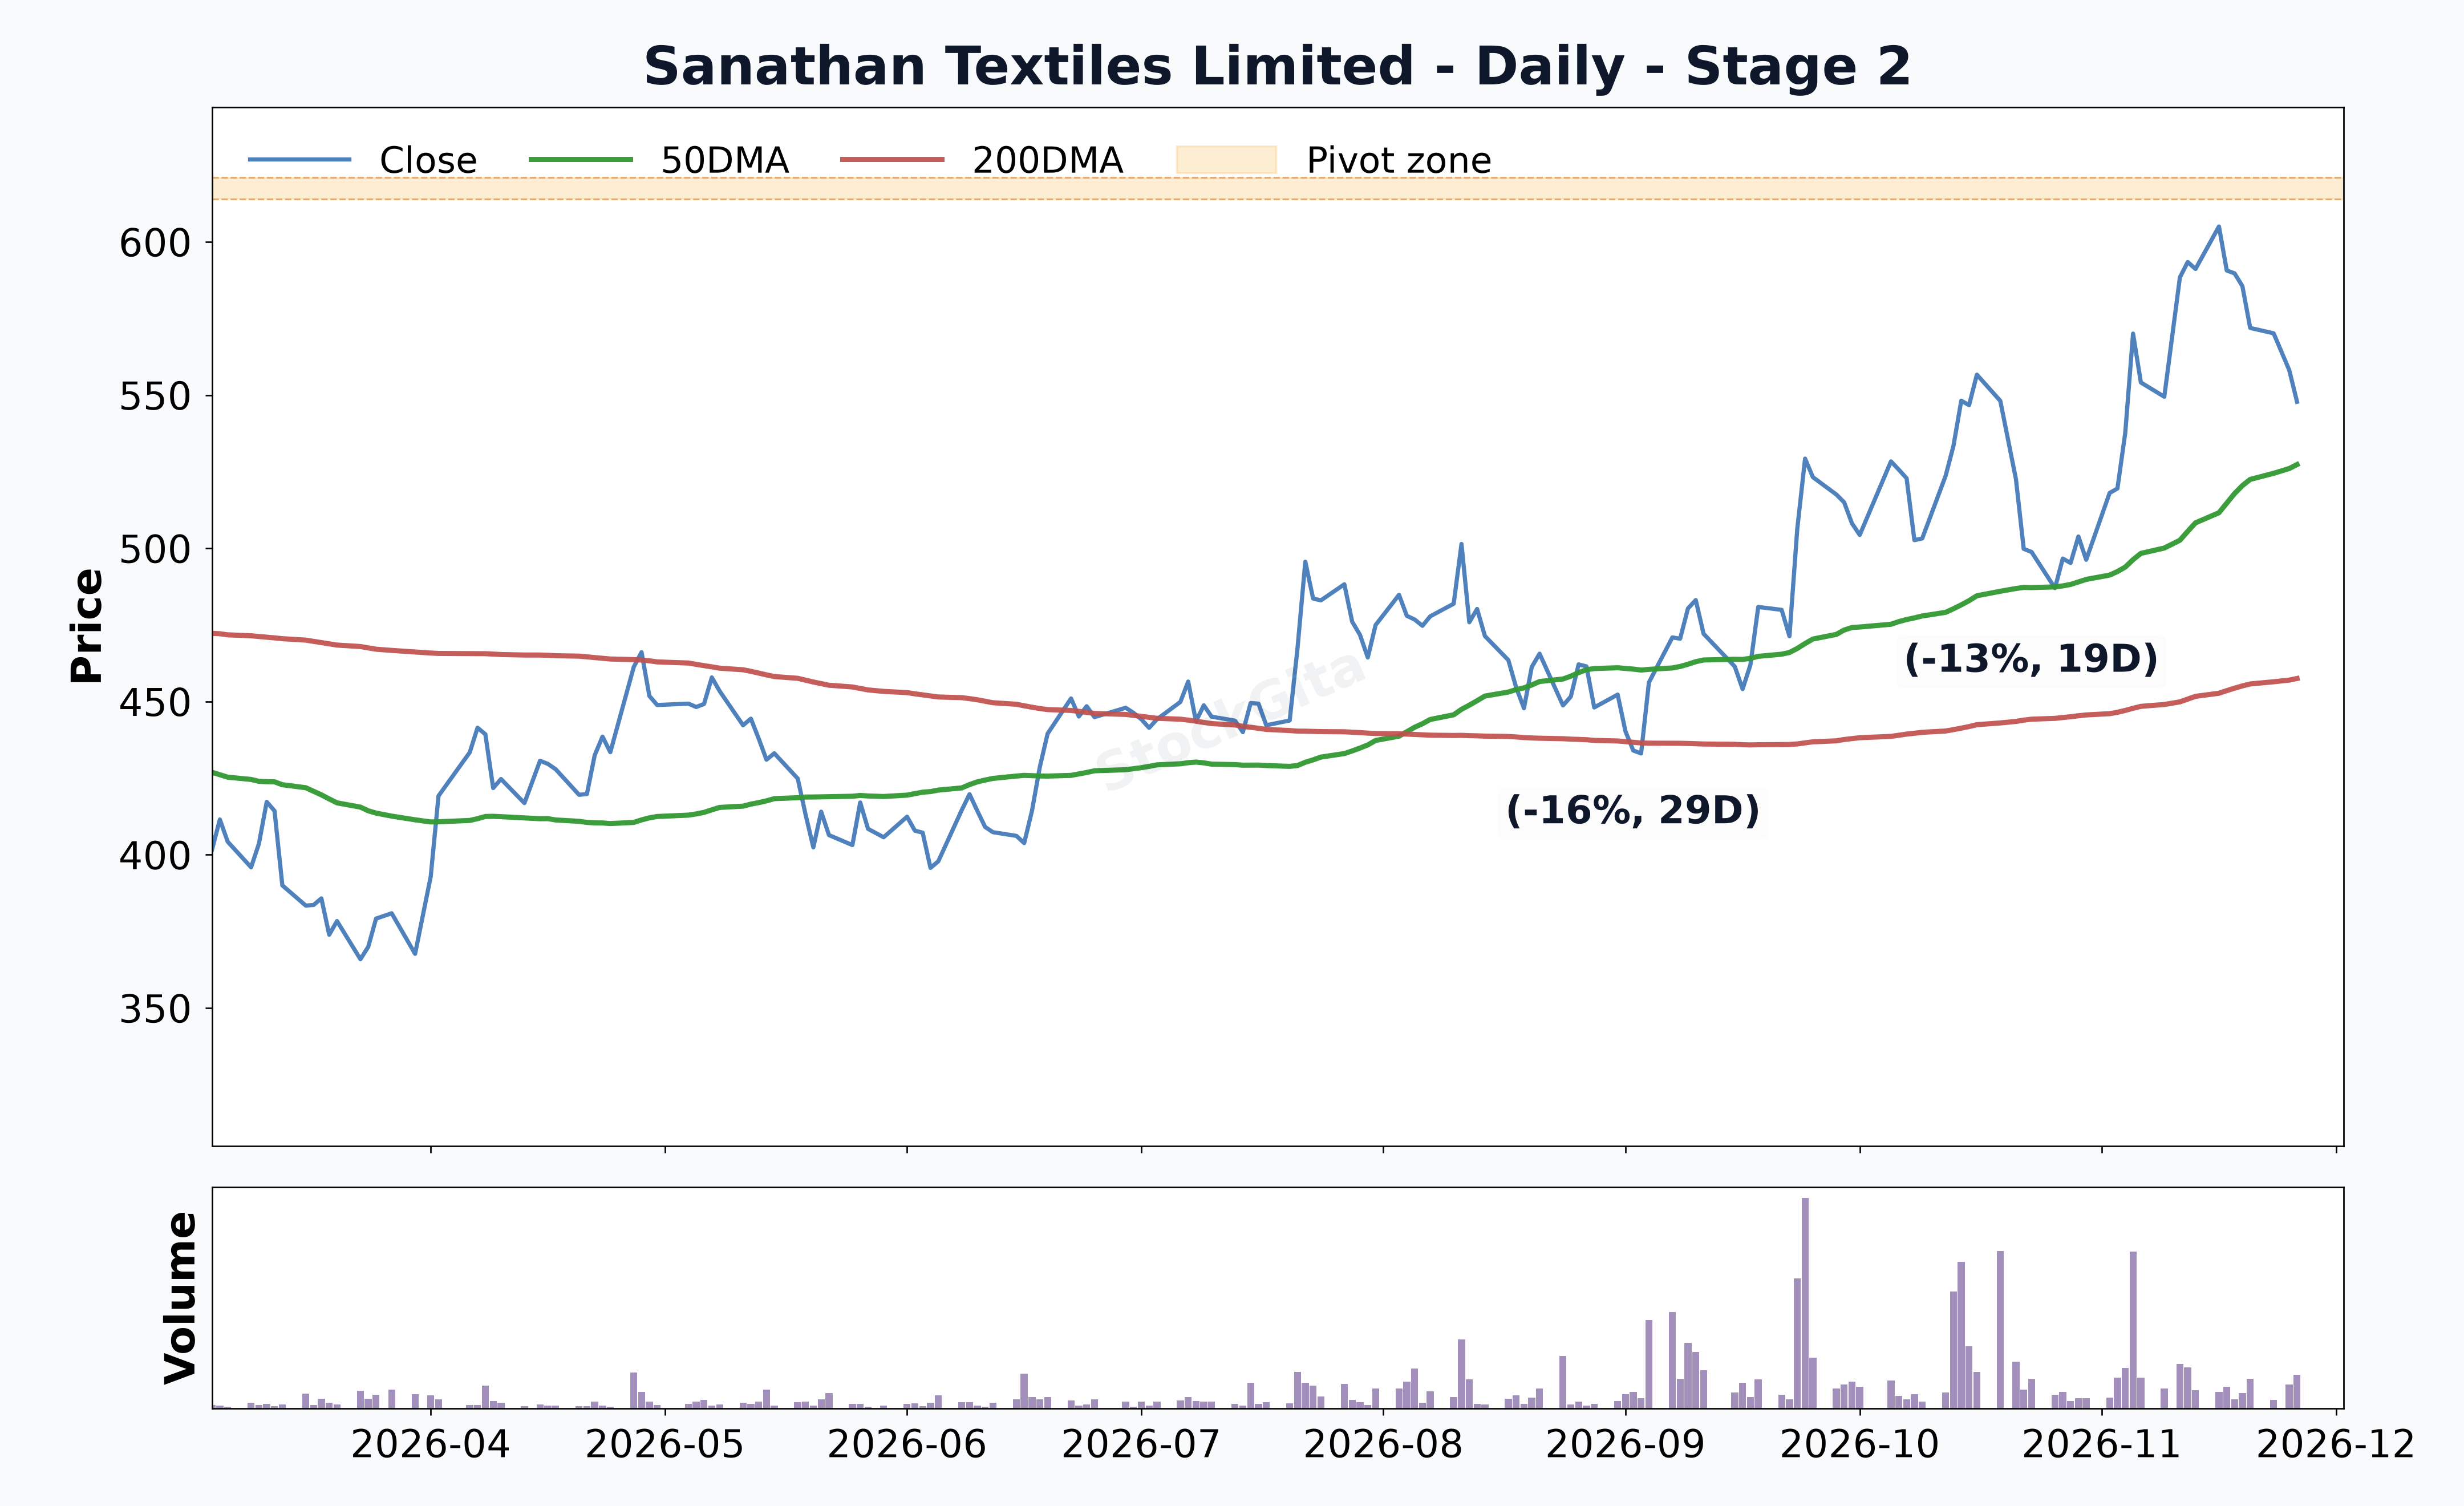 Sanathan Textiles Limited - Daily - Stage 2
Close 50DMA 200DMA Pivot zone
600
550
500
450
400
350
Price
(-13%, 19D)
(-16%, 29D)
StockGita
Volume
2026-04 2026-05 2026-06 2026-07 2026-08 2026-09 2026-10 2026-11 2026-12